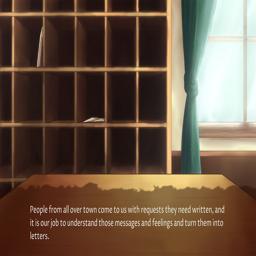 People from all over town come to us with requests they need written, and
it is our job to understand those messages and feelings and turn them into
letters.